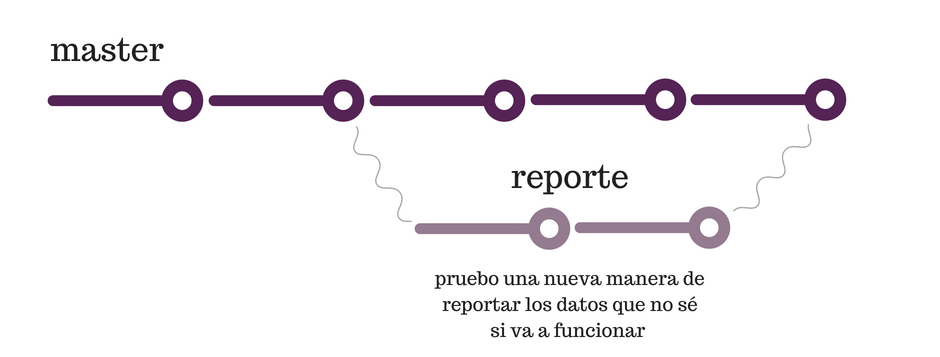 master
reporte
pruebo una nueva manera de
reportar los datos que no sé
si va a funcionar